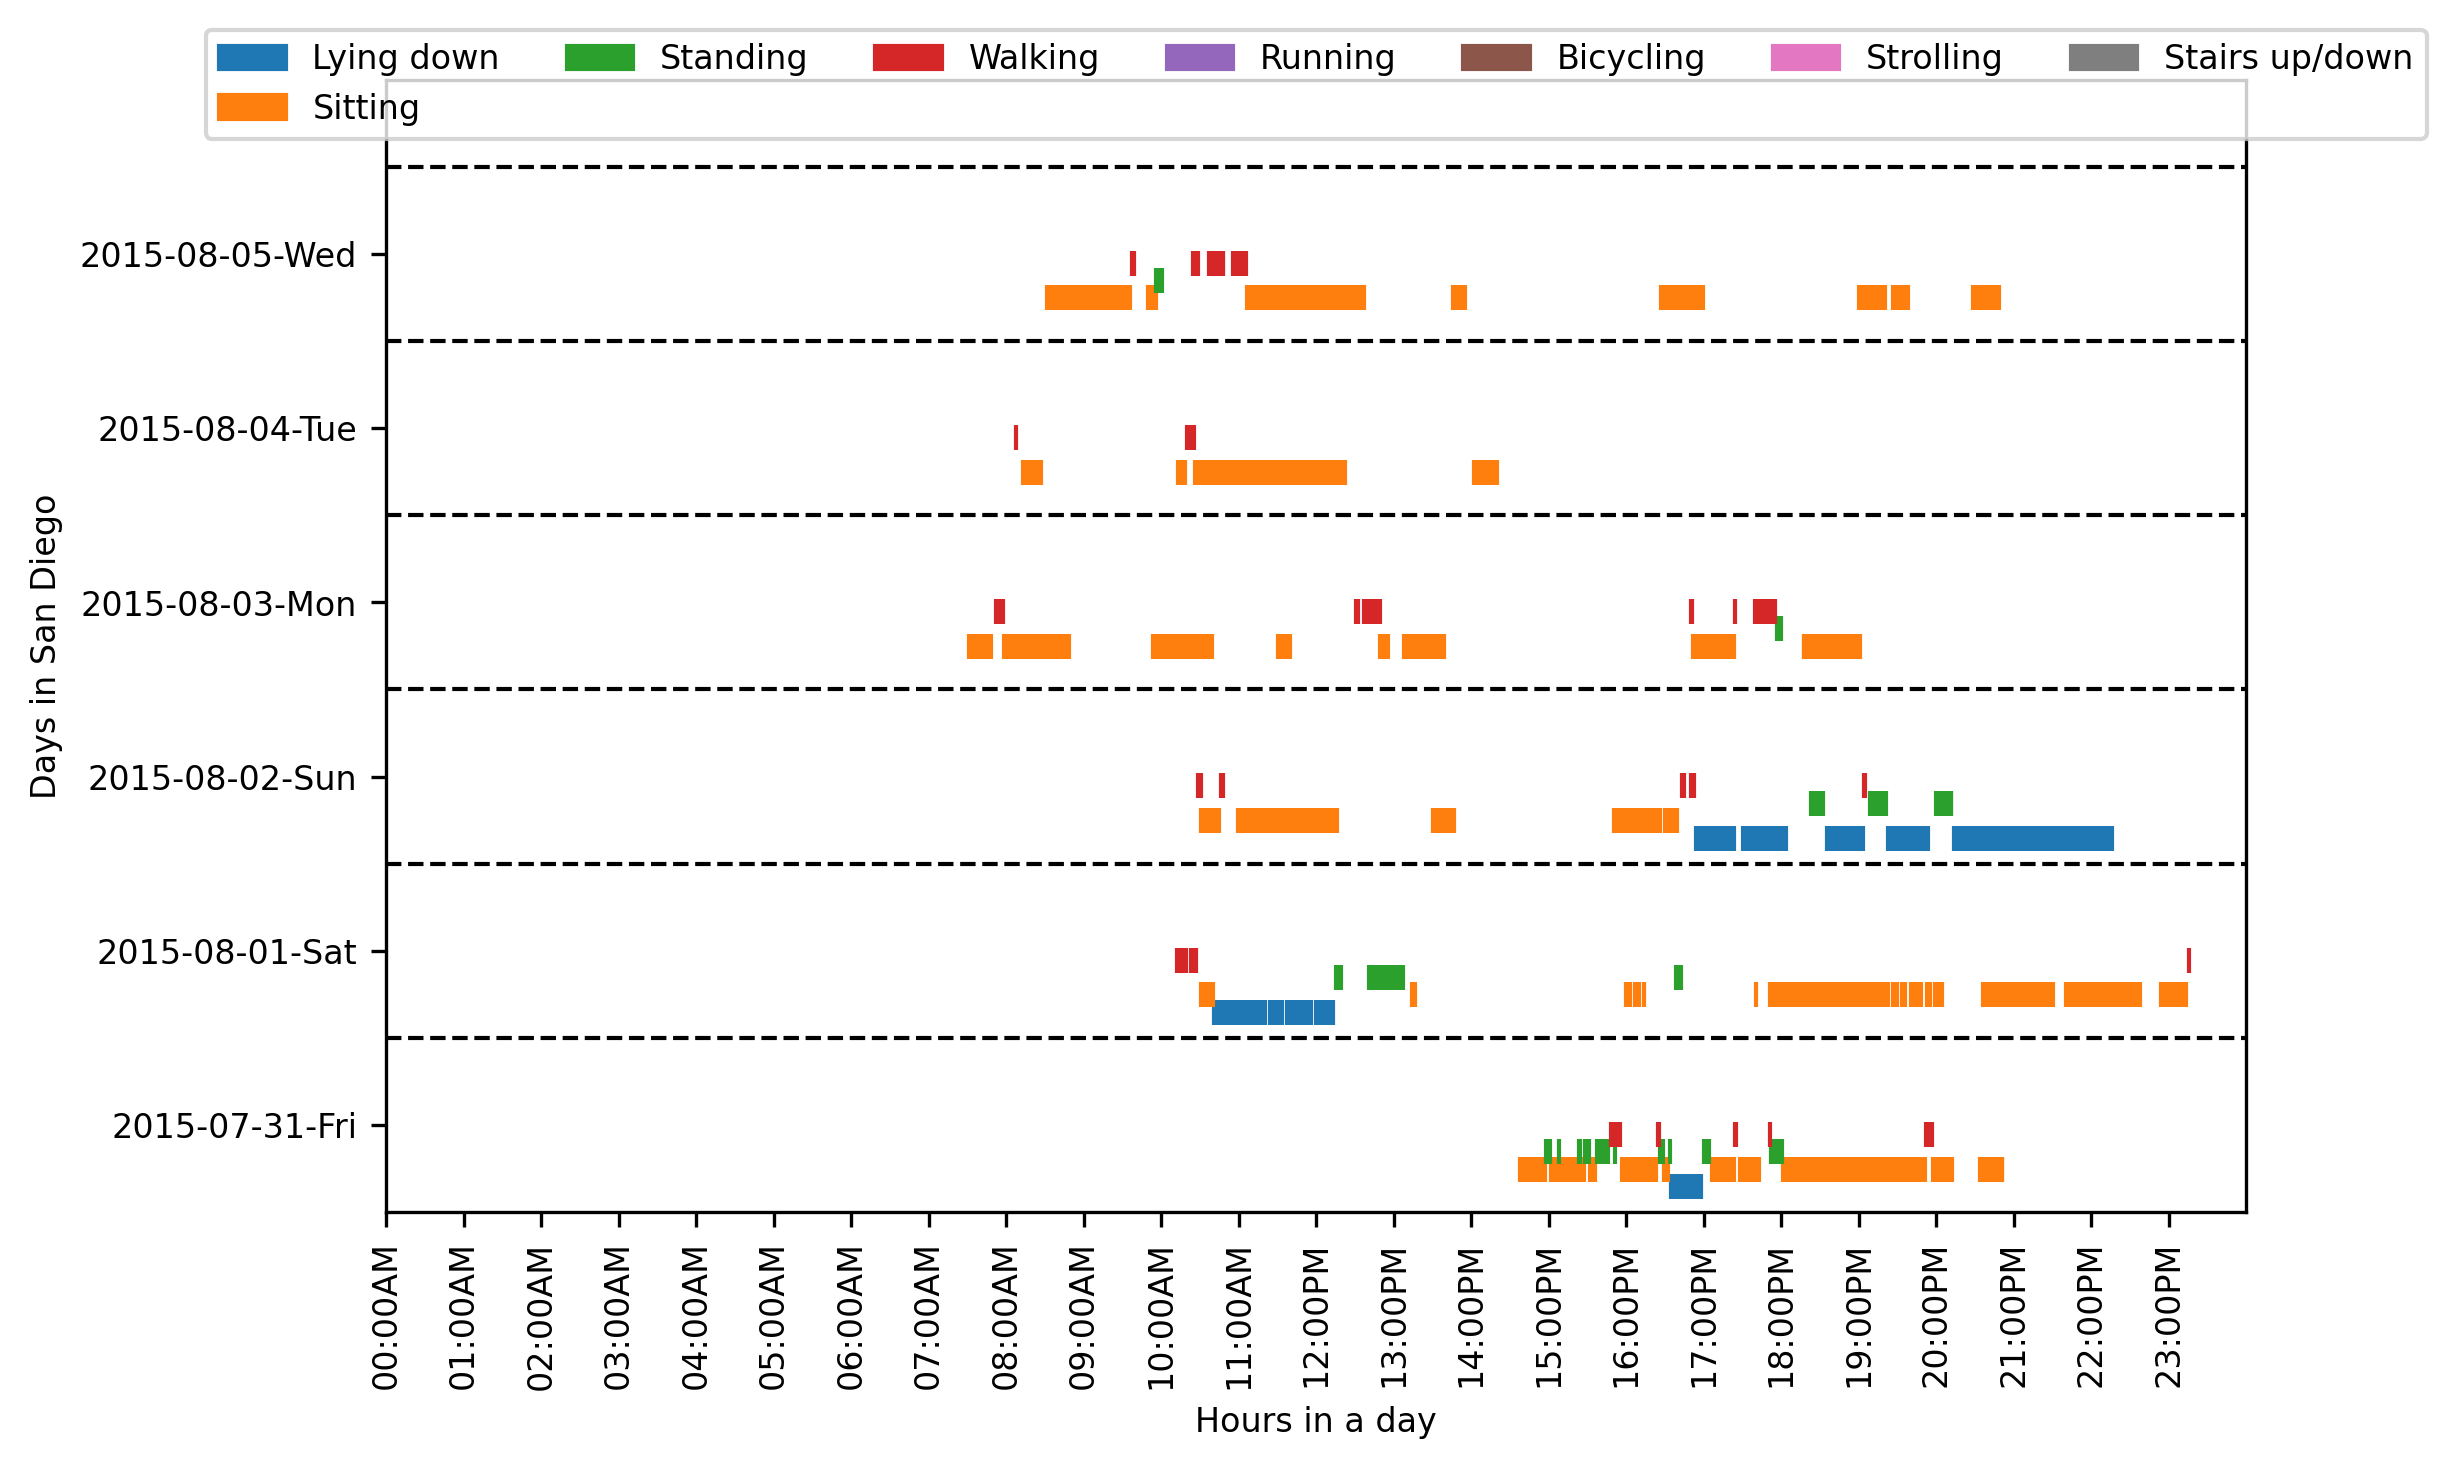 Lying down Standing Walking Running Bicycling Strolling Stairs up/down
Sitting
2015-08-05-Wed
2015-08-04-Tue
2015-08-03-Mon
2015-08-02-Sun
2015-08-01-Sat
2015-07-31-Fri
Days in San Diego
00:00AM 01:00AM 02:00AM 03:00AM 04:00AM 05:00AM 06:00AM 07:00AM 08:00AM 09:00AM 10:00AM 11:00AM 12:00PM 13:00PM 14:00PM 15:00PM 16:00PM 17:00PM 18:00PM 19:00PM 20:00PM 21:00PM 22:00PM 23:00PM
Hours in a day